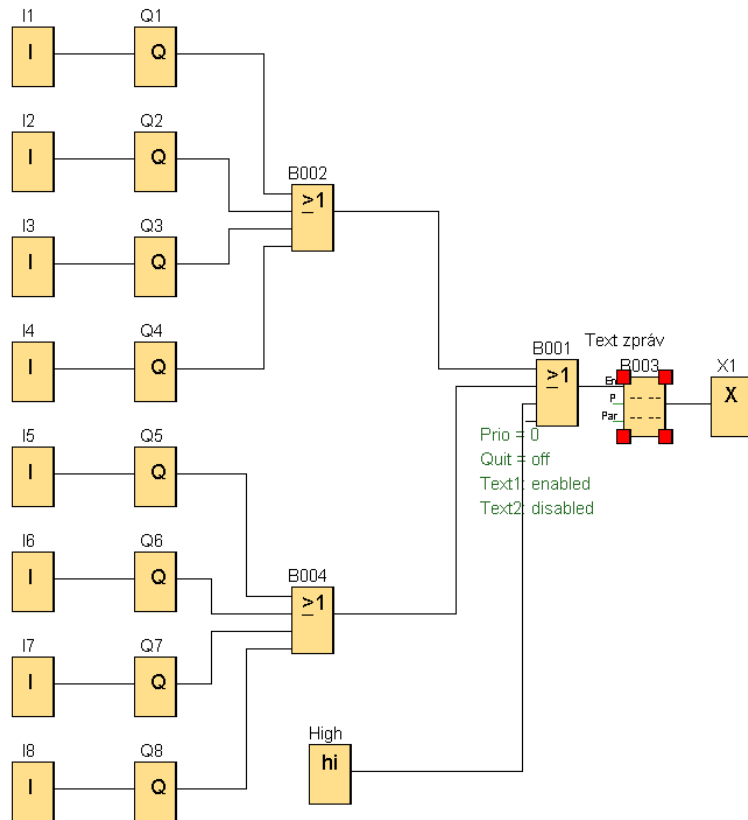 I1 Q1
I Q
I2 Q2
I Q
B002
>1
I3 Q3
I Q
I4 Q4
I Q
B001
>1
Text zpráv
B003
En
P
Par
X1
X
Prio = 0
Quit = off
Text1: enabled
Text2: disabled
I5 Q5
I Q
I6 Q6
I Q
B004
>1
I7 Q7
I Q
High
hi
I8 Q8
I Q